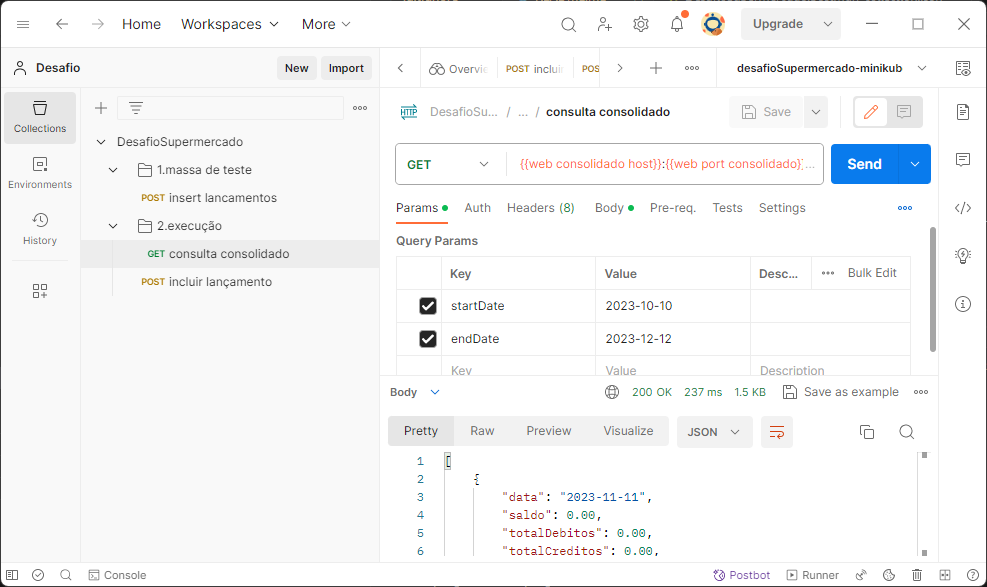 Home
Workspaces
More
Upgrade
Desafio
New
Import
Overvie
POST inclui
POS
desafioSupermercado-minikub
Collections
Environments
History
DesafioSupermercado
1.massa de teste
POST insert lancamentos
2.execução
GET consulta consolidado
POST incluir lançamento
HTTP
DesafioSu... / ... / consulta consolidado
Save
GET
{{web consolidado host}}:{{web port consolidado}}...
Send
Params
Auth
Headers (8)
Body
Pre-req.
Tests
Settings
Query Params
Key
Value
Desc...
Bulk Edit
startDate
2023-10-10
endDate
2023-12-12
Key
Value
Description
Body
200 OK
237 ms
1.5 KB
Save as example
Pretty
Raw
Preview
Visualize
JSON
1 [
2 {
3 "data": "2023-11-11",
4 "saldo": 0.00,
5 "totalDebitos": 0.00,
6 "totalCreditos": 0.00,
Console
Postbot
Runner